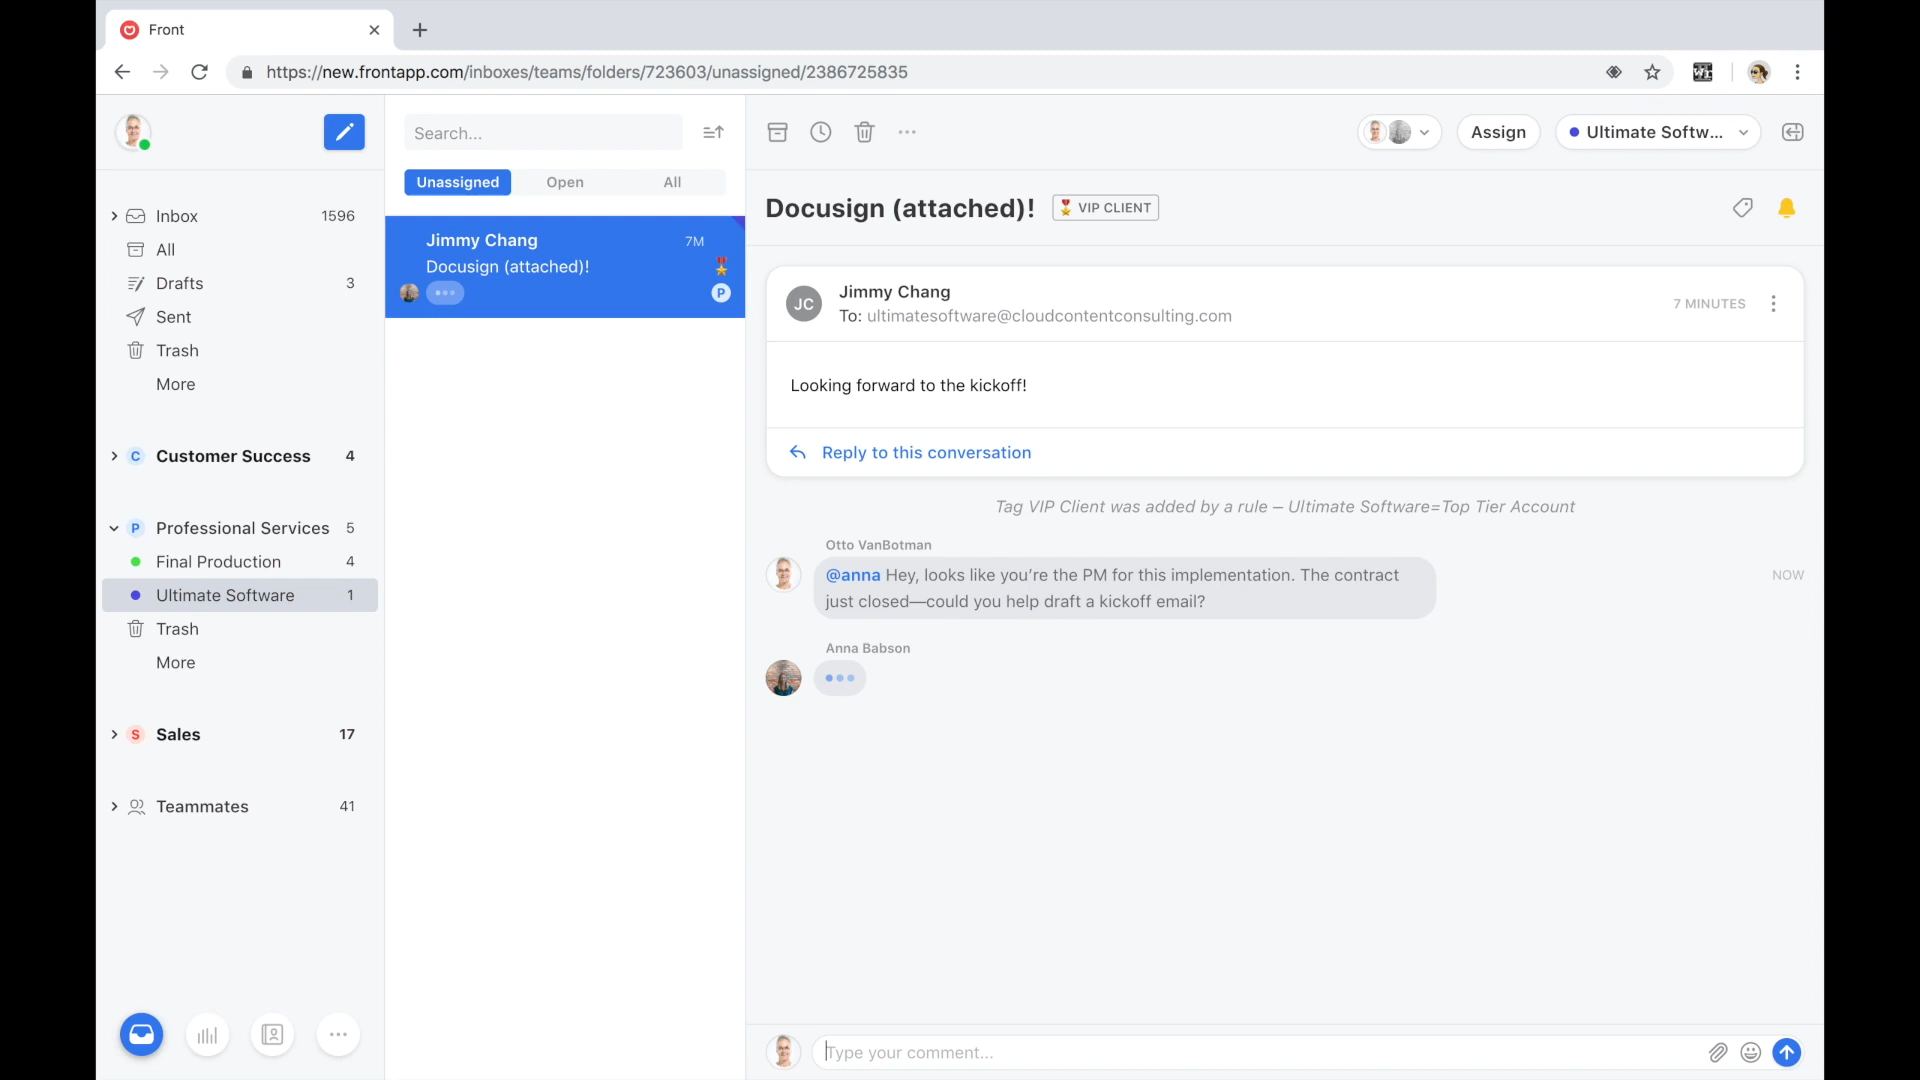 Front
https://new.frontapp.com/inboxes/teams/folders/723603/unassigned/2386725835
Search...
Assign
Ultimate Softw...
Unassigned
Open
All
Docusign (attached)!
VIP CLIENT
Inbox 1596
All
Drafts 3
Sent
Trash
More
Customer Success 4
Professional Services 5
Final Production 4
Ultimate Software 1
Trash
More
Sales 17
Teammates 41
C
P
S
Jimmy Chang 7M
Docusign (attached)!
P
JC
Jimmy Chang
To: ultimatesoftware@cloudcontentconsulting.com
7 MINUTES
Looking forward to the kickoff!
Reply to this conversation
Tag VIP Client was added by a rule – Ultimate Software=Top Tier Account
Otto VanBotman
@anna Hey, looks like you're the PM for this implementation. The contract
just closed—could you help draft a kickoff email?
NOW
Anna Babson
Type your comment...